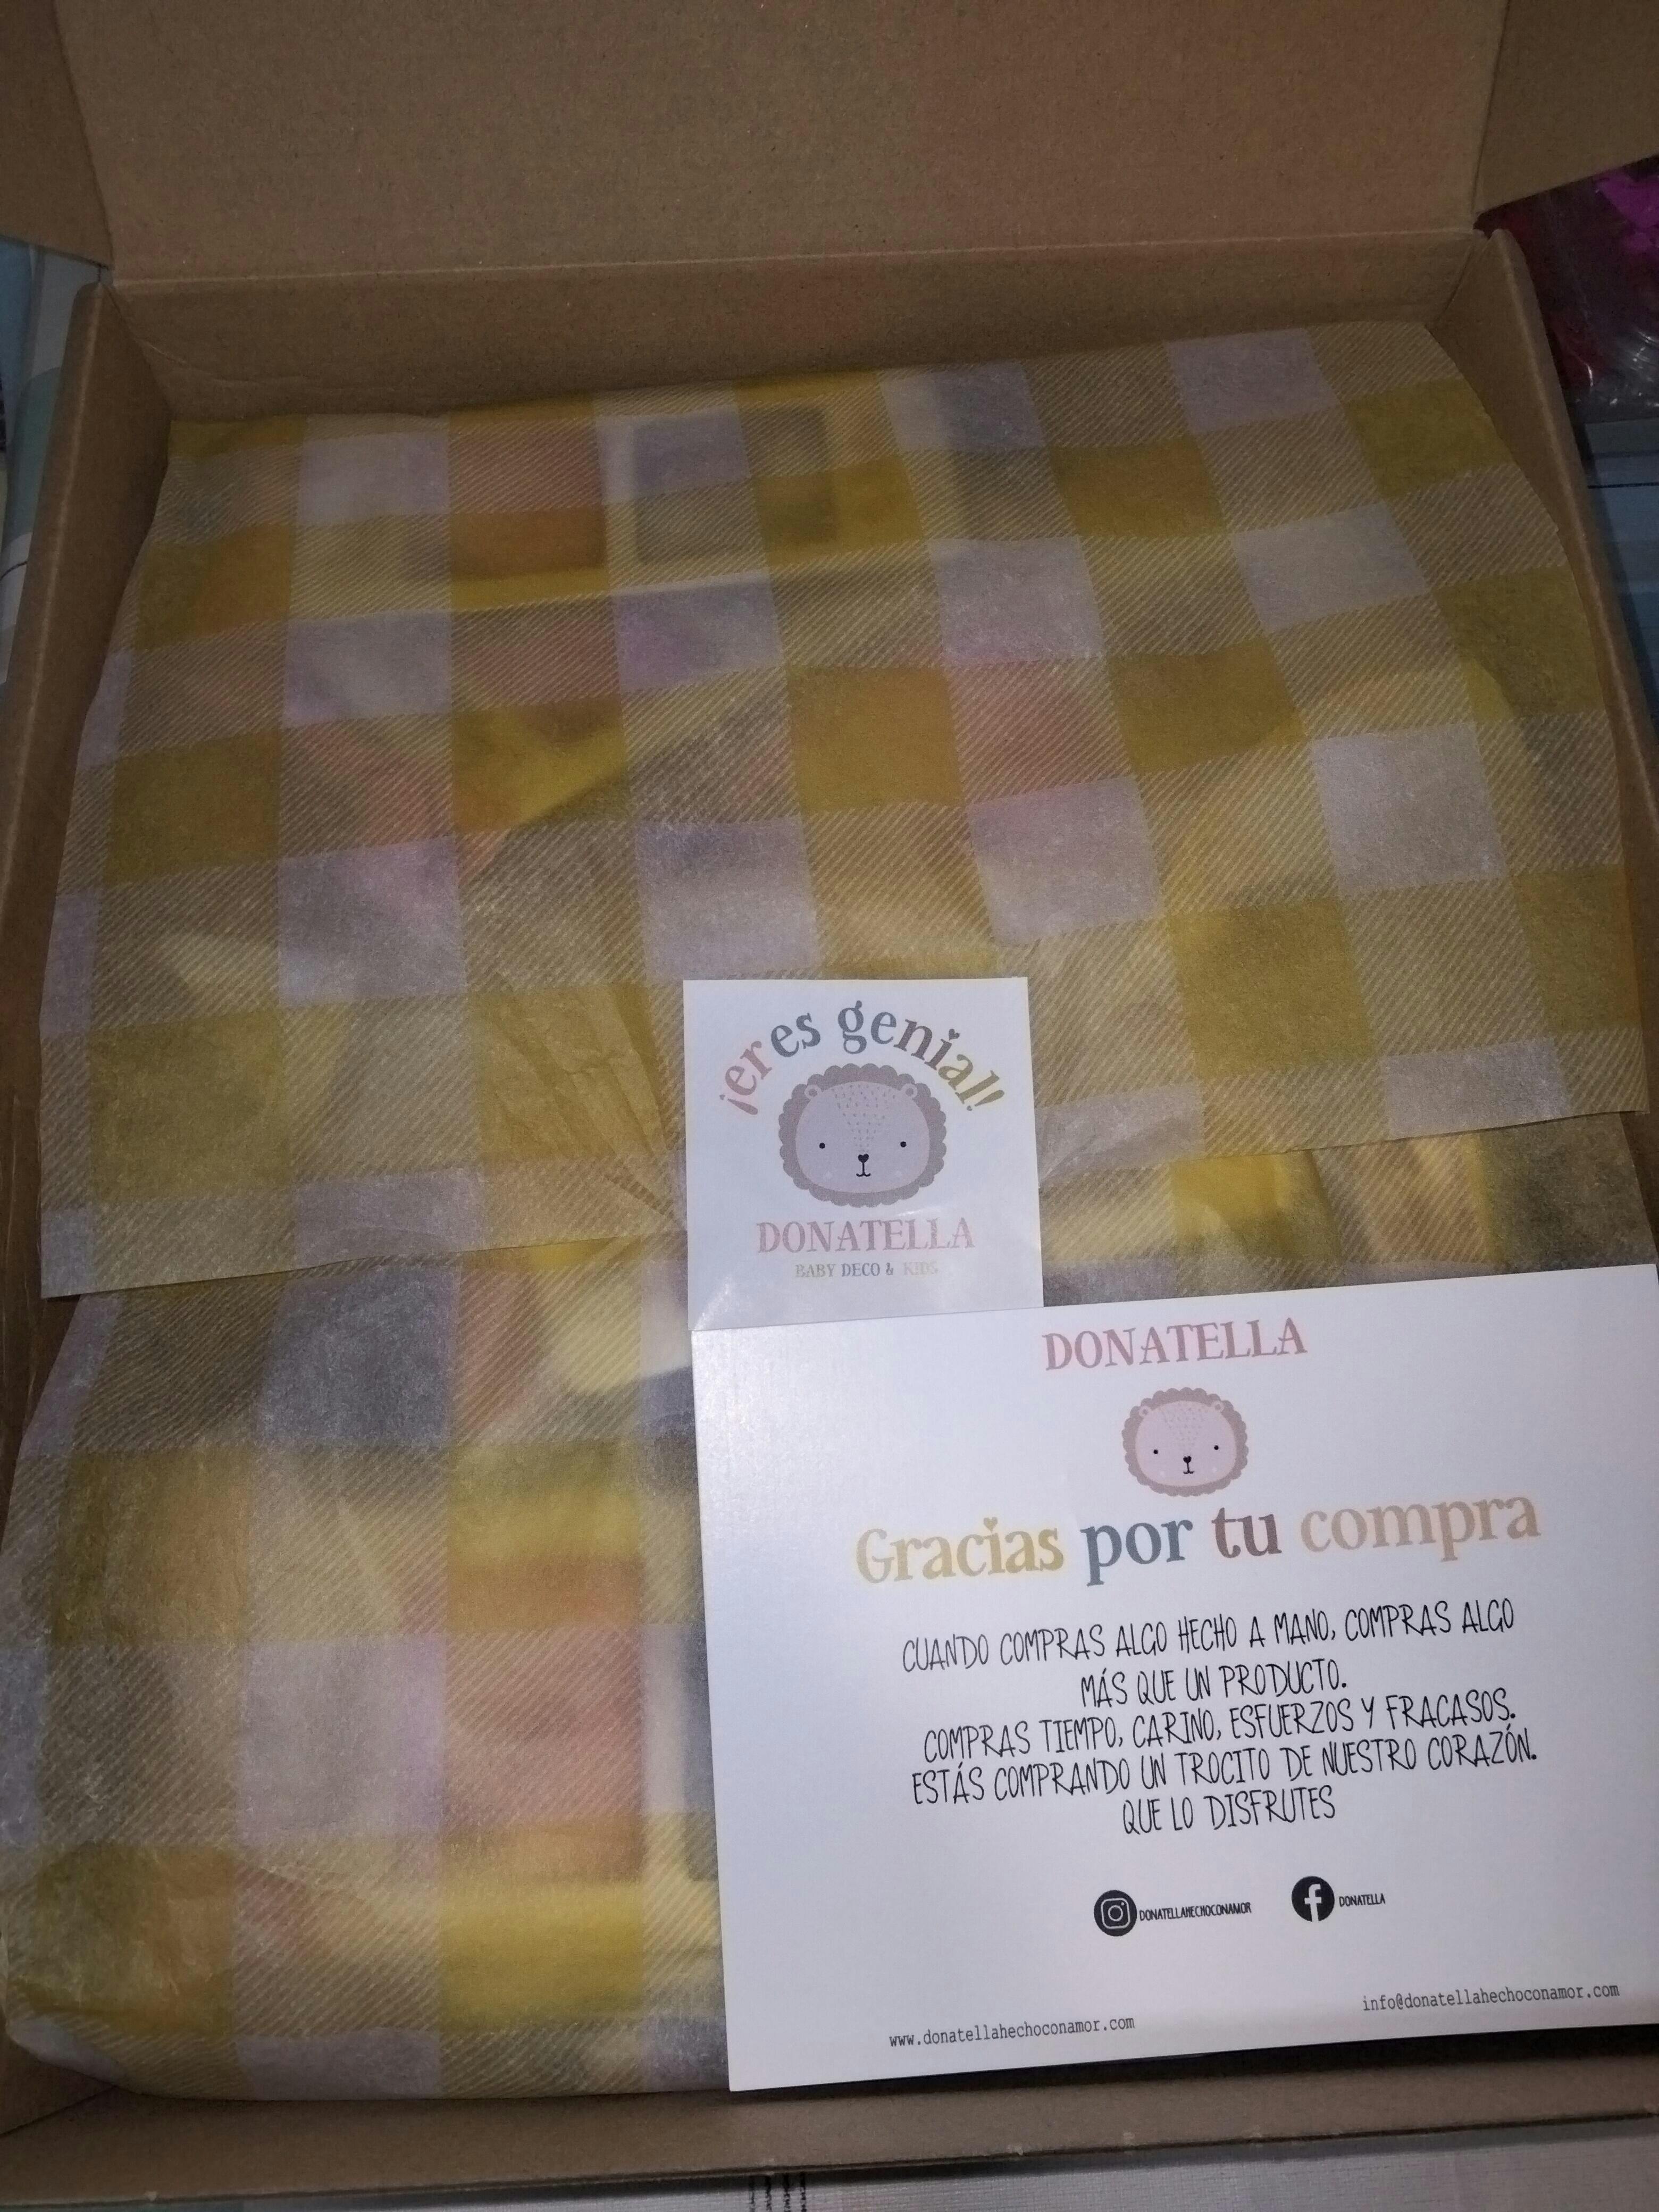 ¡eres genial!
DONATELLA
BABY DECO & KIDS
DONATELLA
Gracias por tu compra
CUANDO COMPRAS ALGO HECHO A MANO, COMPRAS ALGO
MÁS QUE UN PRODUCTO.
COMPRAS TIEMPO, CARINO, ESFUERZOS Y FRACASOS.
ESTÁS COMPRANDO UN TROCITO DE NUESTRO CORAZÓN.
QUE LO DISFRUTES
DONATELLAHECHOCONAMOR DONATELLA
www.donatellahechoconamor.com info@donatellahechoconamor.com